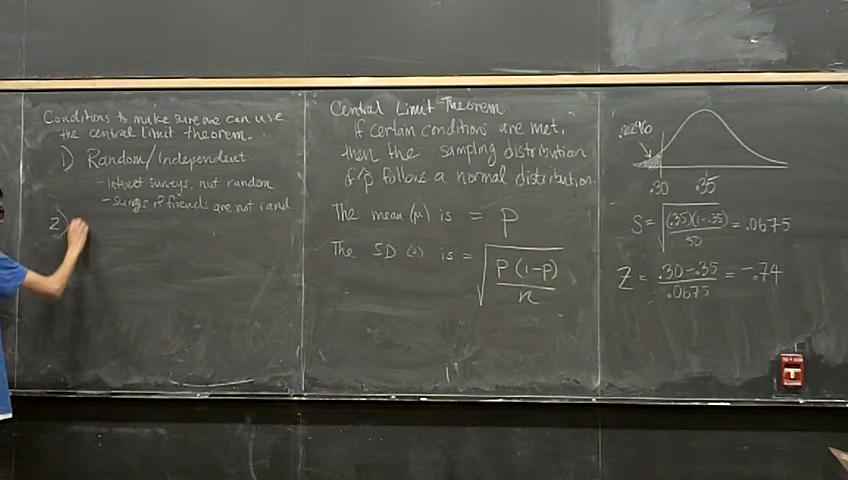 Conditions to make sure we can use
the central limit theorem.
1) Random/Independent
- Internet surveys, not random
- Surveys of friends are not rand
2)
Central Limit Theorem
If certain conditions are met,
then the sampling distribution
of p̂ follows a normal distribution.
The mean (μ) is = p
The SD (s) is = √(P(1-p)/n)
.2296
.30 .35
S = √((.35)(1-.35)/50) = .0675
Z = (.30-.35)/.0675 = -.74